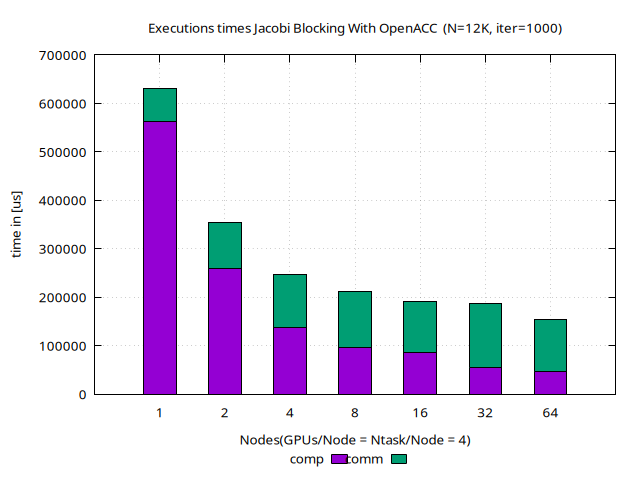 Executions times Jacobi Blocking With OpenACC (N=12K, iter=1000)
700000
600000
500000
400000
300000
200000
100000
0
time in [us]
1 2 4 8 16 32 64
Nodes(GPUs/Node = Ntask/Node = 4)
comp comm